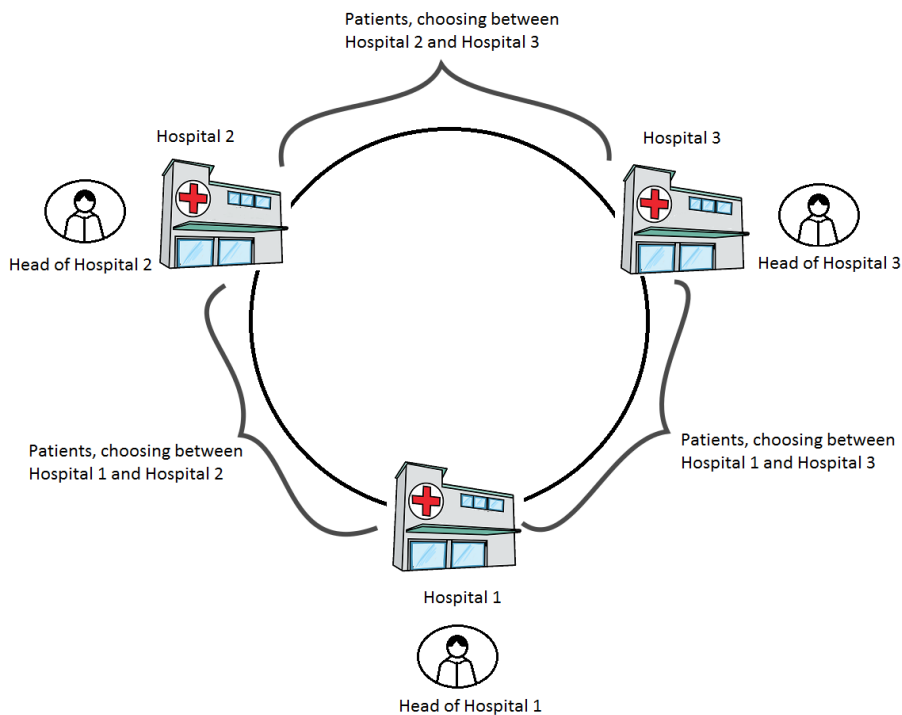 Patients, choosing between
Hospital 2 and Hospital 3
Hospital 2
Hospital 3
Head of Hospital 2
Head of Hospital 3
Patients, choosing between
Hospital 1 and Hospital 2
Patients, choosing between
Hospital 1 and Hospital 3
Hospital 1
Head of Hospital 1